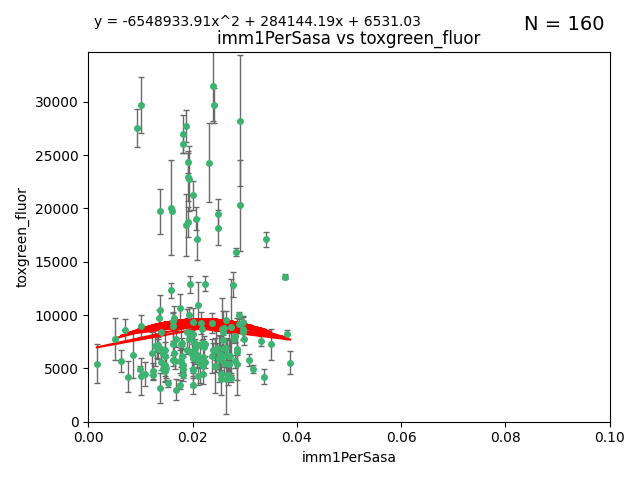 y = -6548933.91x^2 + 284144.19x + 6531.03
N = 160
imm1PerSasa vs toxgreen_fluor
toxgreen_fluor
30000
25000
20000
15000
10000
5000
0
0.00 0.02 0.04 0.06 0.08 0.10
imm1PerSasa